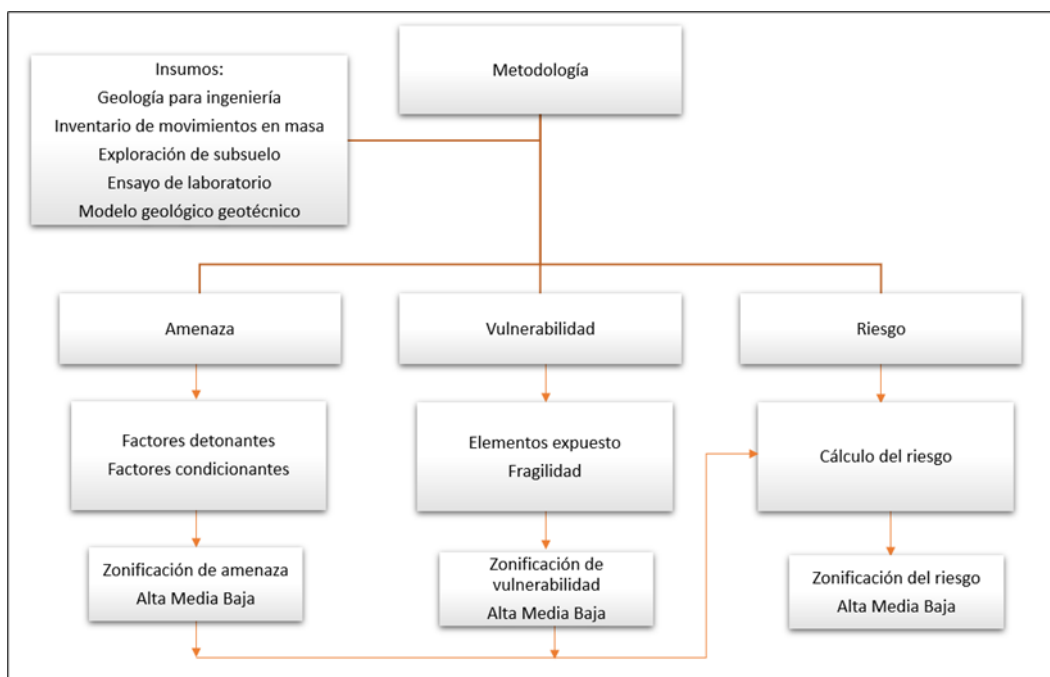 Metodología
Insumos:
Geología para ingeniería
Inventario de movimientos en masa
Exploración de subsuelo
Ensayo de laboratorio
Modelo geológico geotécnico
Amenaza
Vulnerabilidad
Riesgo
Factores detonantes
Factores condicionantes
Elementos expuesto
Fragilidad
Cálculo del riesgo
Zonificación de amenaza
Alta Media Baja
Zonificación de
vulnerabilidad
Alta Media Baja
Zonificación del riesgo
Alta Media Baja